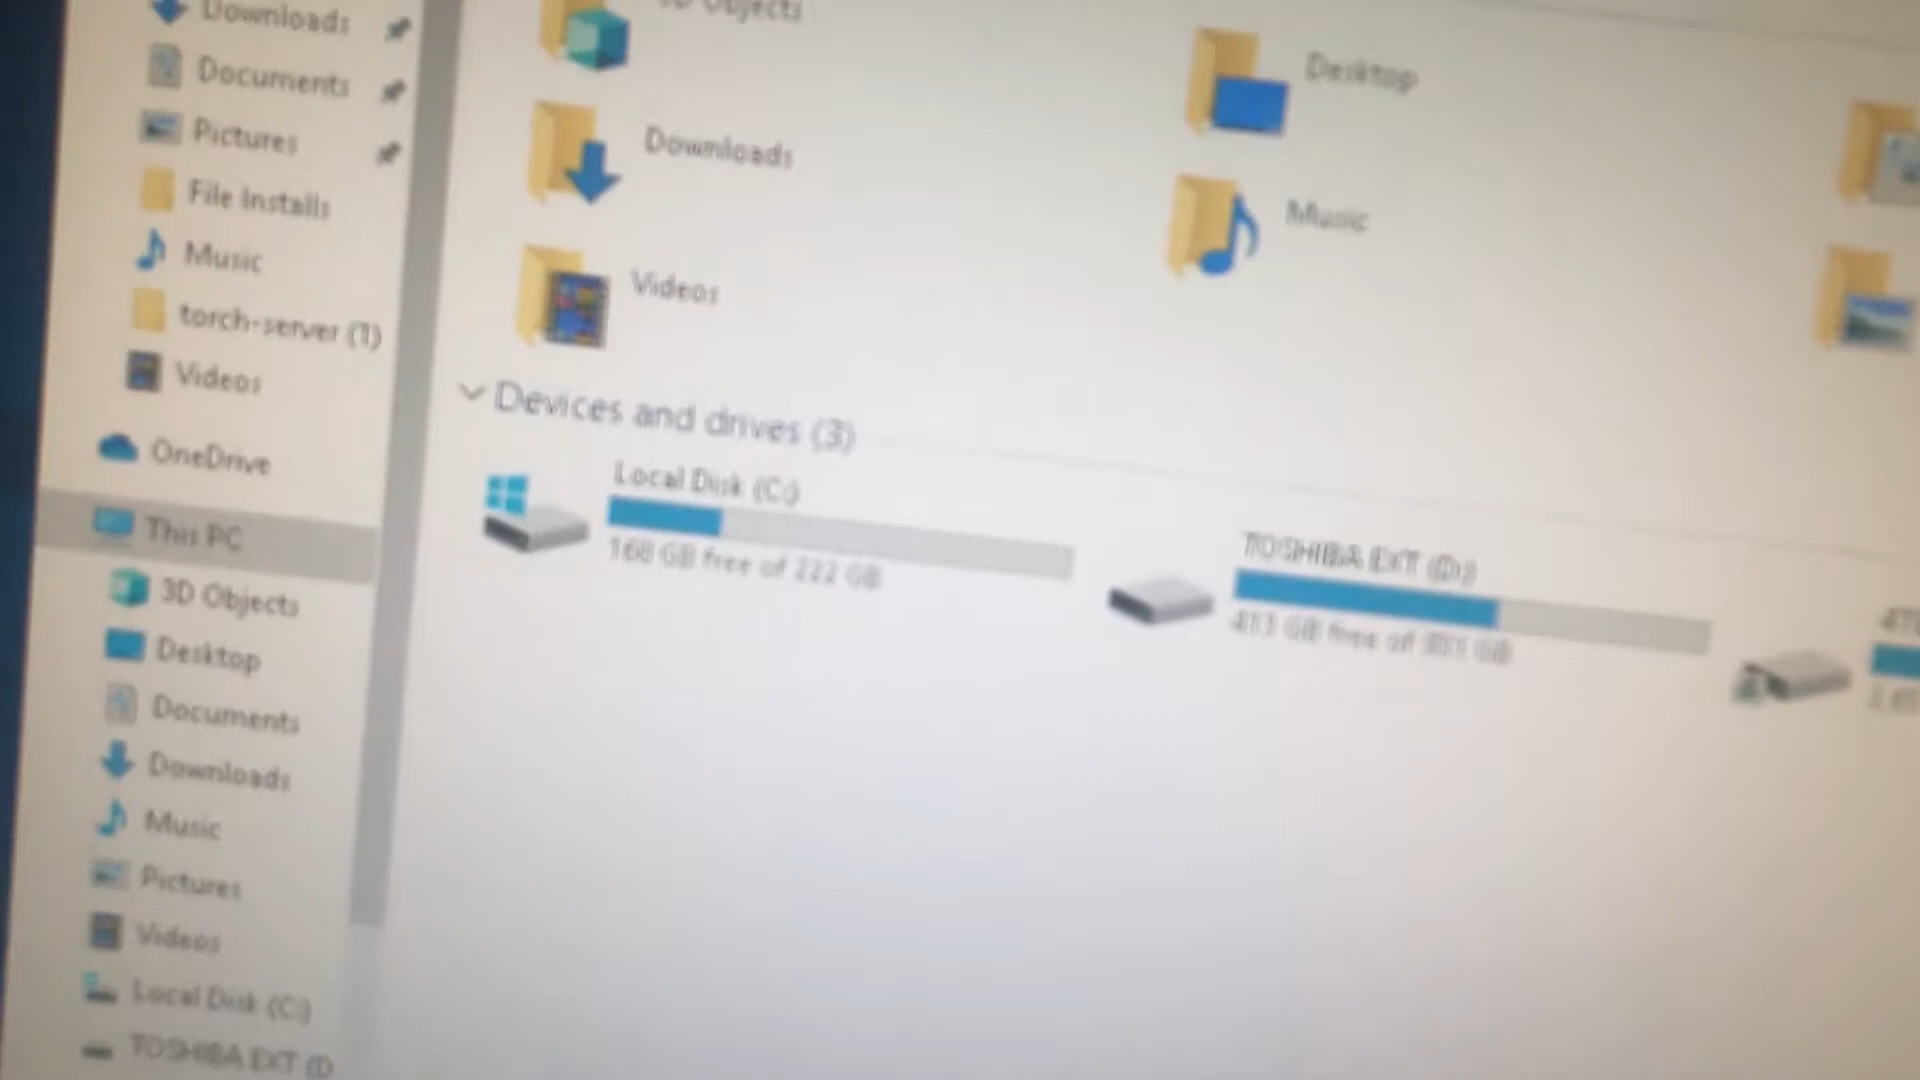 Downloads
Documents
Pictures
File Installs
Music
torch-server (1)
Videos
OneDrive
This PC
3D Objects
Desktop
Documents
Downloads
Music
Pictures
Videos
Local Disk (C:)
TOSHIBA EXT (D
3D Objects
Desktop
Downloads
Music
Videos
Devices and drives (3)
Local Disk (C:)
168 GB free of 222 GB
TOSHIBA EXT (D:)
413 GB free of 931 GB